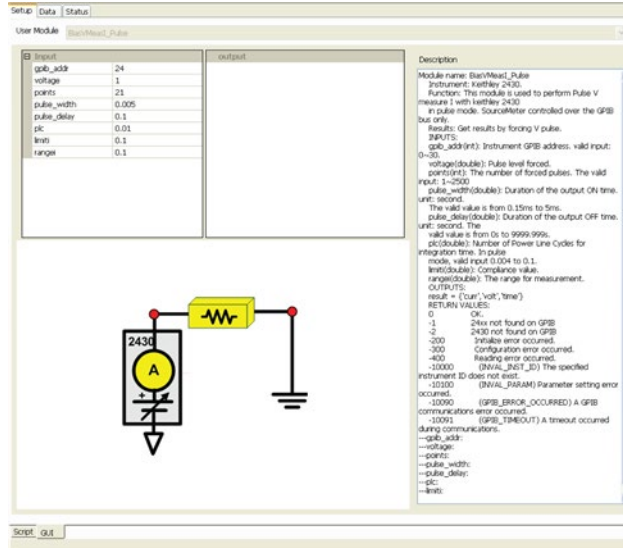 Setup Data Status
User Module BiasVMeasI_Pulse
Input
gpib_addr 24
voltage 1
points 21
pulse_width 0.005
pulse_delay 0.1
plc 0.01
limiti 0.1
rangei 0.1
output
2430
A
+
Description
Module name: BiasVMeasI_Pulse
Instrument: Keithley 2430.
Function: This module is used to perform Pulse V
measure I with keithley 2430
in pulse mode. SourceMeter controlled over the GPIB
bus only.
Results: Get results by forcing V pulse.
INPUTS:
gpib_addr(int): Instrument GPIB address. valid input:
0~30.
voltage(double): Pulse level forced.
points(int): The number of forced pulses. The valid
input: 1~2500
pulse_width(double): Duration of the output ON time.
unit: second.
The valid value is from 0.15ms to 5ms.
pulse_delay(double): Duration of the output OFF time.
unit: second. The
valid value is from 0s to 9999.999s.
plc(double): Number of Power Line Cycles for
integration time. In pulse
mode, valid input 0.004 to 0.1.
limiti(double): Compliance value.
rangei(double): The range for measurement.
OUTPUTS:
result = {'curr','volt','time'}
RETURN VALUES:
0 OK.
-1 24xx not found on GPIB
-2 2430 not found on GPIB
-200 Initialize error occurred.
-300 Configuration error occurred.
-400 Reading error occurred.
-10000 (INVAL_INST_ID) The specified
instrument ID does not exist.
-10100 (INVAL_PARAM) Parameter setting error
occurred.
-10090 (GPIB_ERROR_OCCURRED) A GPIB
communications error occurred.
-10091 (GPIB_TIMEOUT) A timeout occurred
during communications.
---gpib_addr:
---voltage:
---points:
---pulse_width:
---pulse_delay:
---plc:
---limiti:
Script GUI